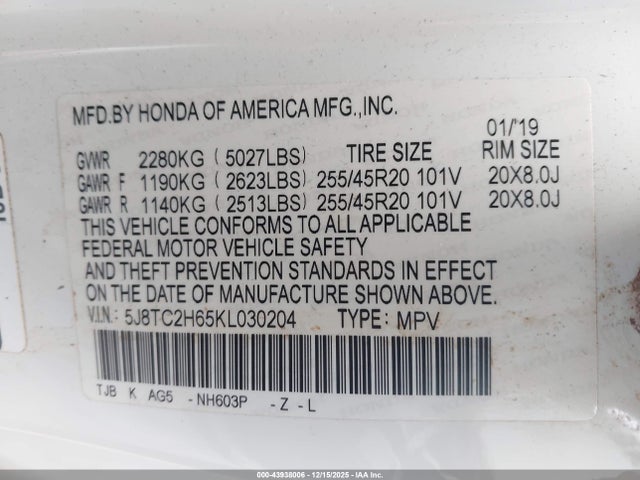 MFD.BY HONDA OF AMERICA MFG.,INC.
01/'19
GVWR 2280KG ( 5027LBS) TIRE SIZE RIM SIZE
GAWR F 1190KG ( 2623LBS) 255/45R20 101V 20X8.0J
GAWR R 1140KG ( 2513LBS) 255/45R20 101V 20X8.0J
THIS VEHICLE CONFORMS TO ALL APPLICABLE
FEDERAL MOTOR VEHICLE SAFETY
AND THEFT PREVENTION STANDARDS IN EFFECT
ON THE DATE OF MANUFACTURE SHOWN ABOVE.
V.I.N.: 5J8TC2H65KL030204 TYPE: MPV
TJB K AG5 -NH603P -Z-L
000-43938006 - 12/15/2025 - IAA Inc.